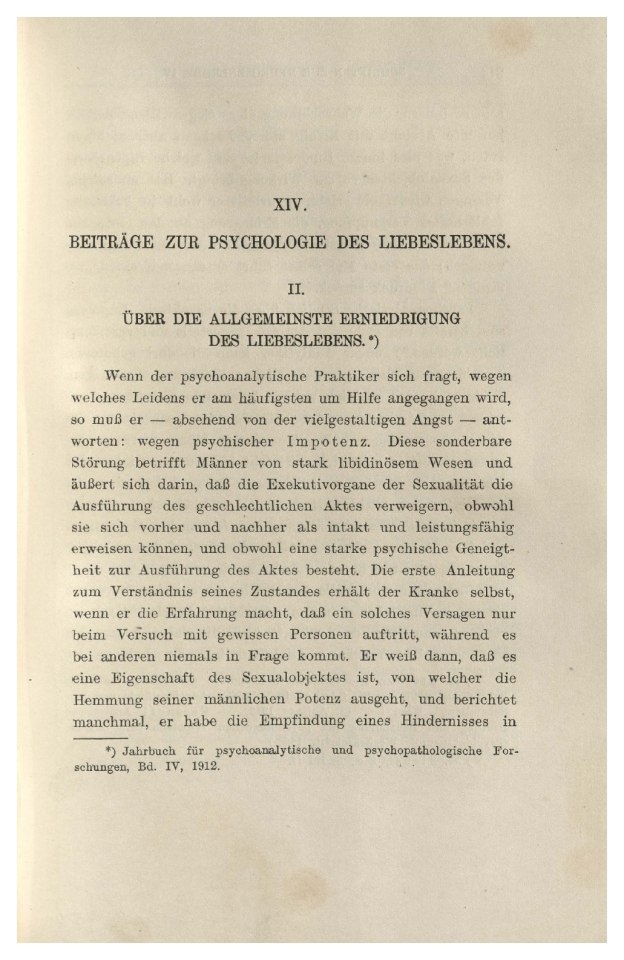 XIV.
BEITRÄGE ZUR PSYCHOLOGIE DES LIEBESLEBENS.
II.
ÜBER DIE ALLGEMEINSTE ERNIEDRIGUNG
DES LIEBESLEBENS.*)
Wenn der psychoanalytische Praktiker sich fragt, wegen
welches Leidens er am häufigsten um Hilfe angegangen wird,
so muß er — absehend von der vielgestaltigen Angst — ant-
worten: wegen psychischer Impotenz. Diese sonderbare
Störung betrifft Männer von stark libidinösem Wesen und
äußert sich darin, daß die Exekutivorgane der Sexualität die
Ausführung des geschlechtlichen Aktes verweigern, obwohl
sie sich vorher und nachher als intakt und leistungsfähig
erweisen können, und obwohl eine starke psychische Geneigt-
heit zur Ausführung des Aktes besteht. Die erste Anleitung
zum Verständnis seines Zustandes erhält der Kranke selbst,
wenn er die Erfahrung macht, daß ein solches Versagen nur
beim Versuch mit gewissen Personen auftritt, während es
bei anderen niemals in Frage kommt. Er weiß dann, daß es
eine Eigenschaft des Sexualobjektes ist, von welcher die
Hemmung seiner männlichen Potenz ausgeht, und berichtet
manchmal, er habe die Empfindung eines Hindernisses in
*) Jahrbuch für psychoanalytische und psychopathologische For-
schungen, Bd. IV, 1912.